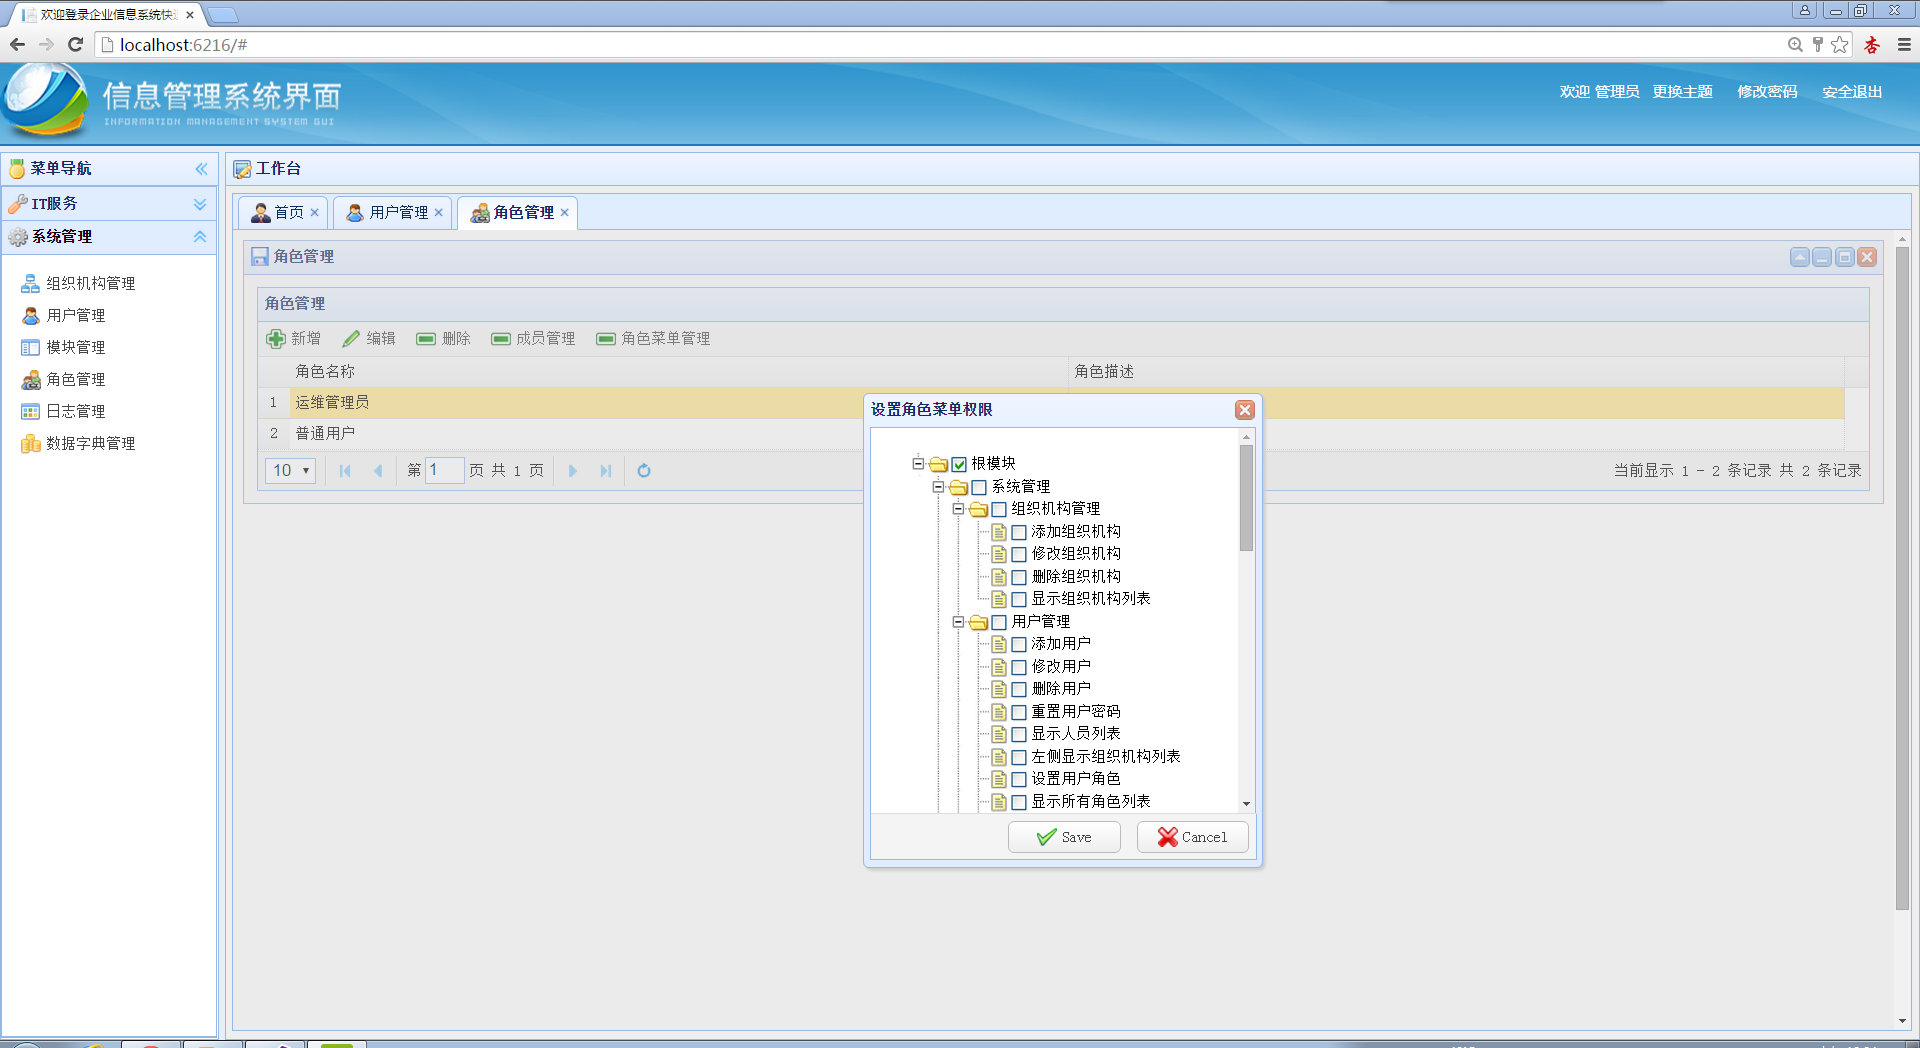 欢迎登录企业信息系统快
localhost:6216/#
信息管理系统界面
INFORMATION MANAGEMENT SYSTEM GUI
欢迎 管理员 更换主题 修改密码 安全退出
菜单导航
IT服务
系统管理
组织机构管理
用户管理
模块管理
角色管理
日志管理
数据字典管理
工作台
首页 用户管理 角色管理
角色管理
角色管理
新增 编辑 删除 成员管理 角色菜单管理
角色名称 角色描述
1 运维管理员
2 普通用户
10 第 1 页 共 1 页
当前显示 1 - 2 条记录 共 2 条记录
设置角色菜单权限
根模块
系统管理
组织机构管理
添加组织机构
修改组织机构
删除组织机构
显示组织机构列表
用户管理
添加用户
修改用户
删除用户
重置用户密码
显示人员列表
左侧显示组织机构列表
设置用户角色
显示所有角色列表
Save Cancel